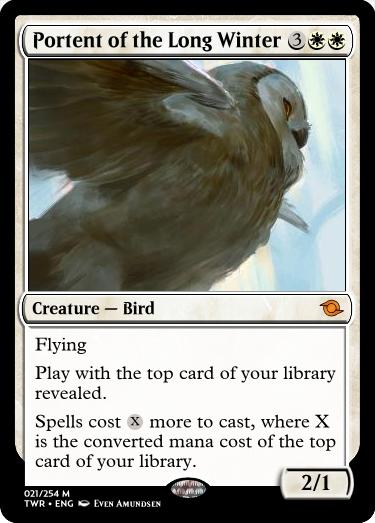 Portent of the Long Winter 3
Creature — Bird
Flying
Play with the top card of your library
revealed.
Spells cost X more to cast, where X
is the converted mana cost of the top
card of your library.
2/1
021/254 M
TWR • ENG Even Amundsen